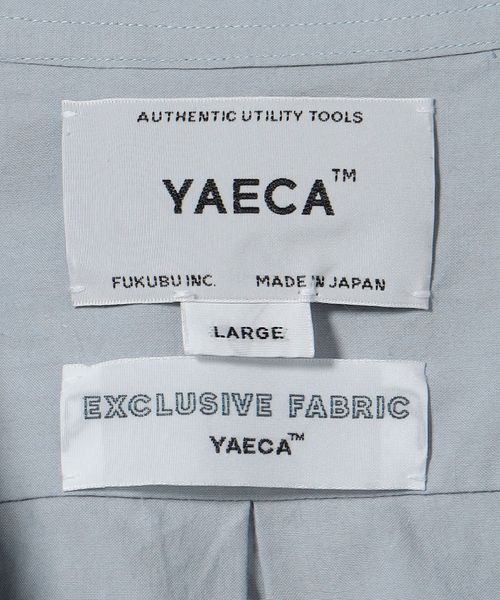 AUTHENTIC UTILITY TOOLS
YAECA™
FUKUBU INC. MADE IN JAPAN
LARGE
EXCLUSIVE FABRIC
YAECA™